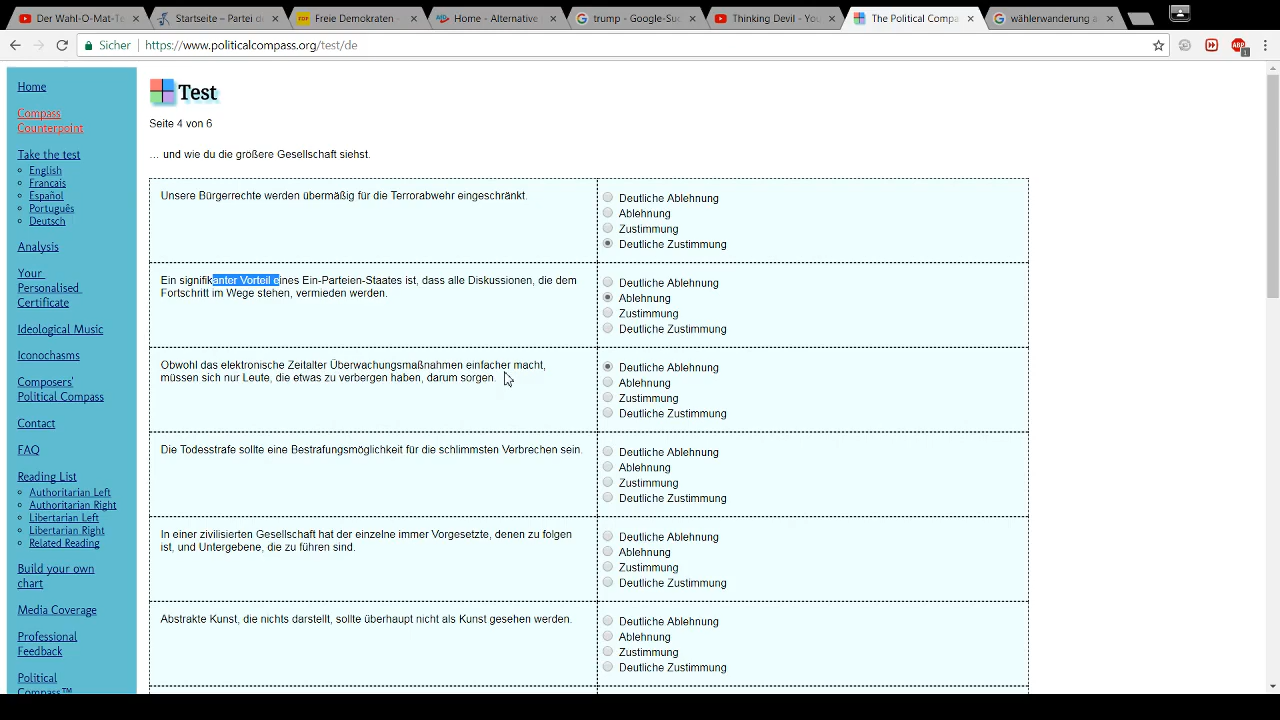 Der Wahl-O-Mat-Te
Startseite – Partei de
FDP Freie Demokraten -
AfD Home - Alternative
trump - Google-Suc
Thinking Devil - You
The Political Compa
wählerwanderung a
Sicher https://www.politicalcompass.org/test/de
ABP 1
Home
Compass
Counterpoint
Take the test
English
Francais
Español
Português
Deutsch
Analysis
Your
Personalised
Certificate
Ideological Music
Iconochasms
Composers'
Political Compass
Contact
FAQ
Reading List
Authoritarian Left
Authoritarian Right
Libertarian Left
Libertarian Right
Related Reading
Build your own
chart
Media Coverage
Professional
Feedback
Political
Compass™
Test
Seite 4 von 6
... und wie du die größere Gesellschaft siehst.
Unsere Bürgerrechte werden übermäßig für die Terrorabwehr eingeschränkt.
Deutliche Ablehnung
Ablehnung
Zustimmung
Deutliche Zustimmung
Ein signifikanter Vorteil eines Ein-Parteien-Staates ist, dass alle Diskussionen, die dem
Fortschritt im Wege stehen, vermieden werden.
Deutliche Ablehnung
Ablehnung
Zustimmung
Deutliche Zustimmung
Obwohl das elektronische Zeitalter Überwachungsmaßnahmen einfacher macht,
müssen sich nur Leute, die etwas zu verbergen haben, darum sorgen.
Deutliche Ablehnung
Ablehnung
Zustimmung
Deutliche Zustimmung
Die Todesstrafe sollte eine Bestrafungsmöglichkeit für die schlimmsten Verbrechen sein.
Deutliche Ablehnung
Ablehnung
Zustimmung
Deutliche Zustimmung
In einer zivilisierten Gesellschaft hat der einzelne immer Vorgesetzte, denen zu folgen
ist, und Untergebene, die zu führen sind.
Deutliche Ablehnung
Ablehnung
Zustimmung
Deutliche Zustimmung
Abstrakte Kunst, die nichts darstellt, sollte überhaupt nicht als Kunst gesehen werden.
Deutliche Ablehnung
Ablehnung
Zustimmung
Deutliche Zustimmung